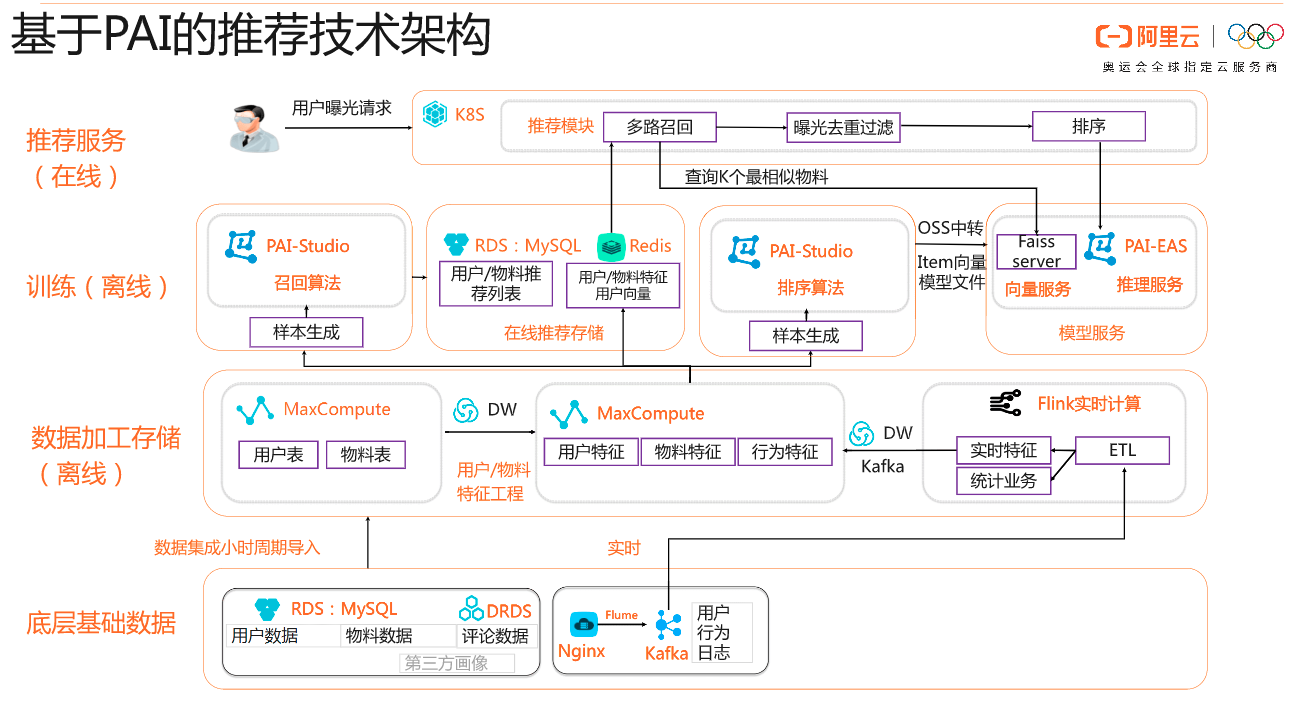 基于PAI的推荐技术架构
阿里云
奥运会全球指定云服务商
推荐服务
（在线）
用户曝光请求
K8S
推荐模块
多路召回
曝光去重过滤
排序
查询K个最相似物料
训练（离线）
PAI-Studio
召回算法
样本生成
RDS：MySQL
Redis
用户/物料推
荐列表
用户/物料特征
用户向量
在线推荐存储
PAI-Studio
排序算法
样本生成
OSS中转
Item向量
模型文件
Faiss
server
向量服务
PAI-EAS
推理服务
模型服务
数据加工存储
（离线）
MaxCompute
用户表
物料表
DW
用户/物料
特征工程
MaxCompute
用户特征
物料特征
行为特征
DW
Kafka
Flink实时计算
实时特征
ETL
统计业务
数据集成小时周期导入
实时
底层基础数据
RDS：MySQL
DRDS
用户数据
物料数据
评论数据
第三方画像
Nginx
Flume
Kafka
用户
行为
日志